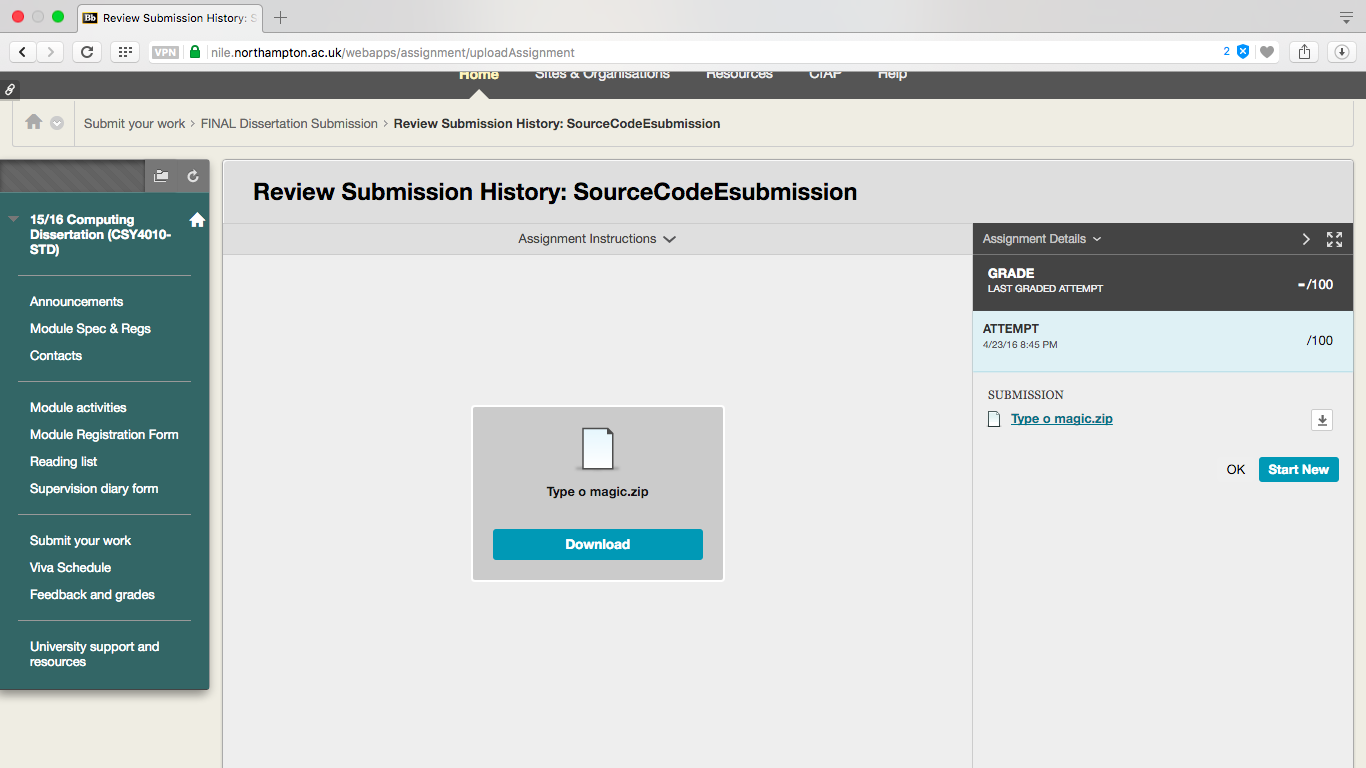 Bb Review Submission History: S
VPN nile.northampton.ac.uk/webapps/assignment/uploadAssignment 2
Home Sites & Organisations Resources CfAP Help
Submit your work > FINAL Dissertation Submission > Review Submission History: SourceCodeEsubmission
15/16 Computing
Dissertation (CSY4010-
STD)
Announcements
Module Spec & Regs
Contacts
Module activities
Module Registration Form
Reading list
Supervision diary form
Submit your work
Viva Schedule
Feedback and grades
University support and
resources
Review Submission History: SourceCodeEsubmission
Assignment Instructions
Type o magic.zip
Download
Assignment Details
GRADE
LAST GRADED ATTEMPT
-/100
ATTEMPT
4/23/16 8:45 PM
/100
SUBMISSION
Type o magic.zip
OK Start New